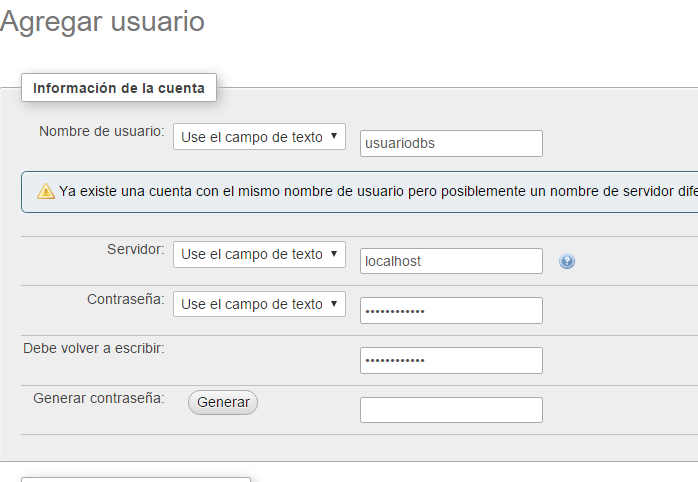 Agregar usuario
Información de la cuenta
Nombre de usuario: Use el campo de texto usuariodbs
Ya existe una cuenta con el mismo nombre de usuario pero posiblemente un nombre de servidor dife
Servidor: Use el campo de texto localhost
Contraseña: Use el campo de texto ••••••••••••
Debe volver a escribir: ••••••••••••
Generar contraseña: Generar